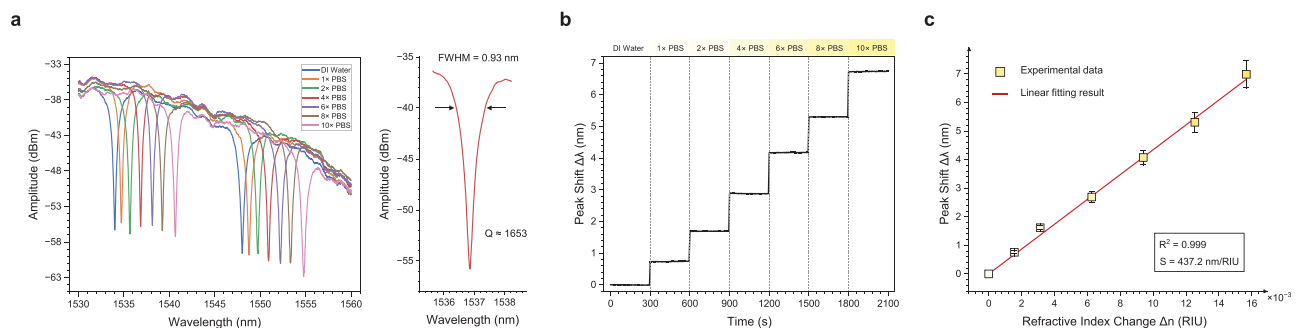 a
−33
−38
−43
−48
−53
−58
−63
Amplitude (dBm)
1530
1535
1540
1545
1550
1555
1560
Wavelength (nm)
DI Water
1× PBS
2× PBS
4× PBS
6× PBS
8× PBS
10× PBS
−35
−40
−45
−50
−55
Amplitude (dBm)
FWHM = 0.93 nm
Q ≈ 1653
1536
1537
1538
Wavelength (nm)
b
DI Water
1× PBS
2× PBS
4× PBS
6× PBS
8× PBS
10× PBS
7
6
5
4
3
2
1
0
Peak Shift Δλ (nm)
0
300
600
900
1200
1500
1800
2100
Time (s)
c
7
6
5
4
3
2
1
0
Peak Shift Δλ (nm)
Experimental data
Linear fitting result
R² = 0.999
S = 437.2 nm/RIU
0
2
4
6
8
10
12
14
16
×10⁻³
Refractive Index Change Δn (RIU)